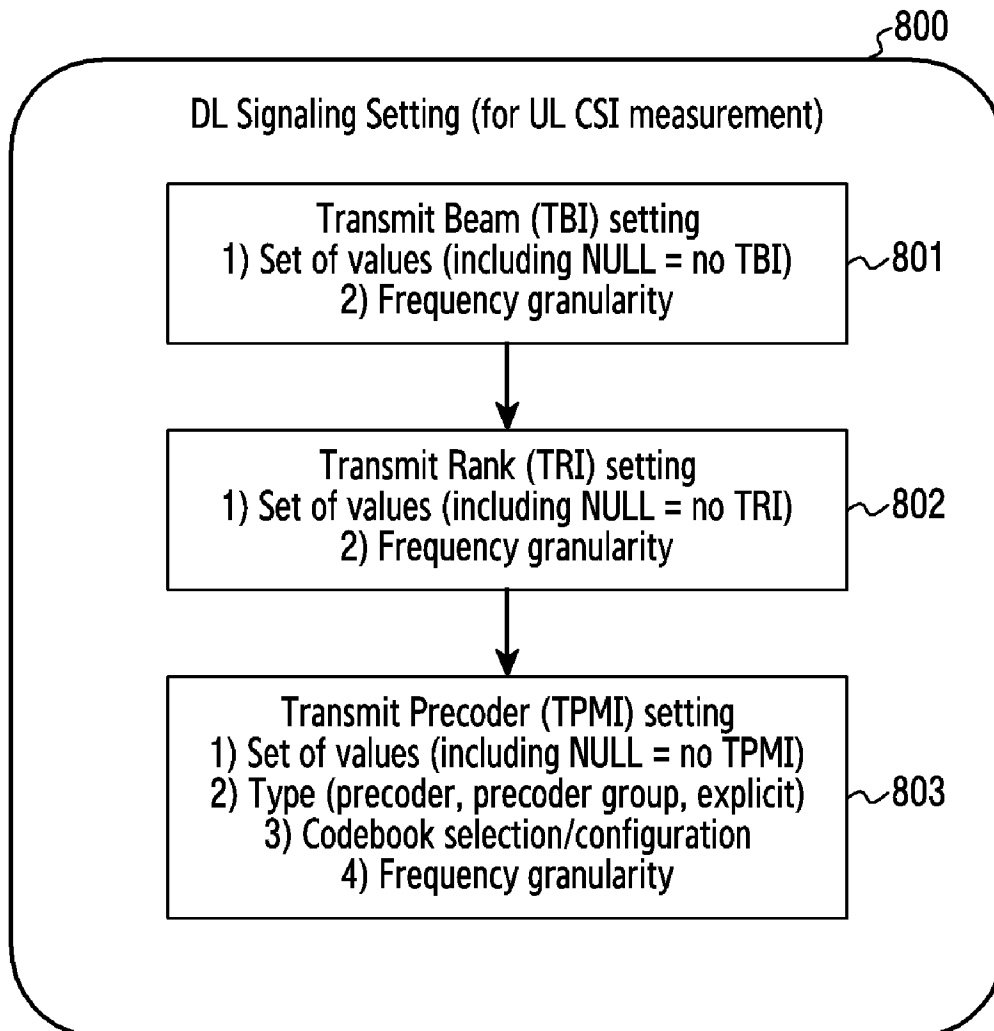 800
DL Signaling Setting (for UL CSI measurement)
Transmit Beam (TBI) setting
1) Set of values (including NULL = no TBI)
2) Frequency granularity
801
Transmit Rank (TRI) setting
1) Set of values (including NULL = no TRI)
2) Frequency granularity
802
Transmit Precoder (TPMI) setting
1) Set of values (including NULL = no TPMI)
2) Type (precoder, precoder group, explicit)
3) Codebook selection/configuration
4) Frequency granularity
803